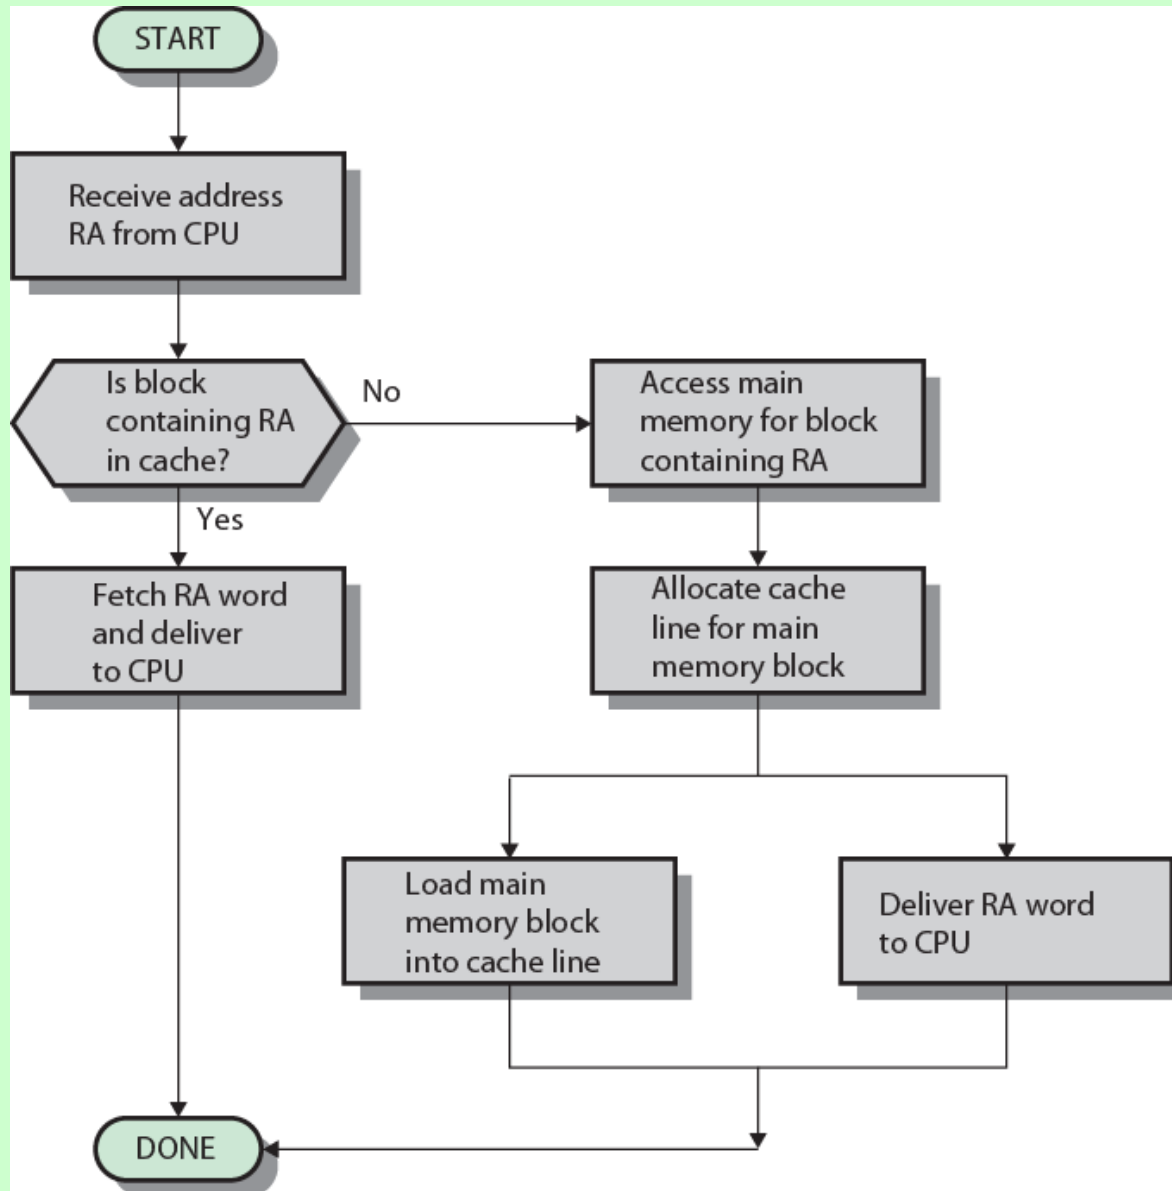 START
Receive address
RA from CPU
Is block
containing RA
in cache?
No
Access main
memory for block
containing RA
Yes
Fetch RA word
and deliver
to CPU
Allocate cache
line for main
memory block
Load main
memory block
into cache line
Deliver RA word
to CPU
DONE